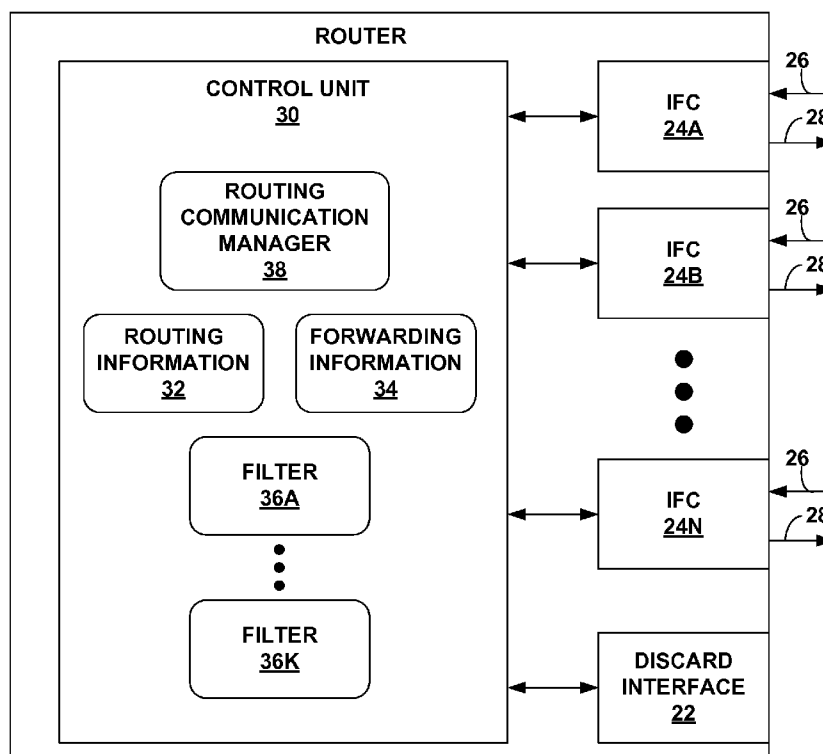 ROUTER
CONTROL UNIT
30
ROUTING
COMMUNICATION
MANAGER
38
ROUTING
INFORMATION
32
FORWARDING
INFORMATION
34
FILTER
36A
FILTER
36K
IFC
24A
26
28
IFC
24B
26
28
IFC
24N
26
28
DISCARD
INTERFACE
22